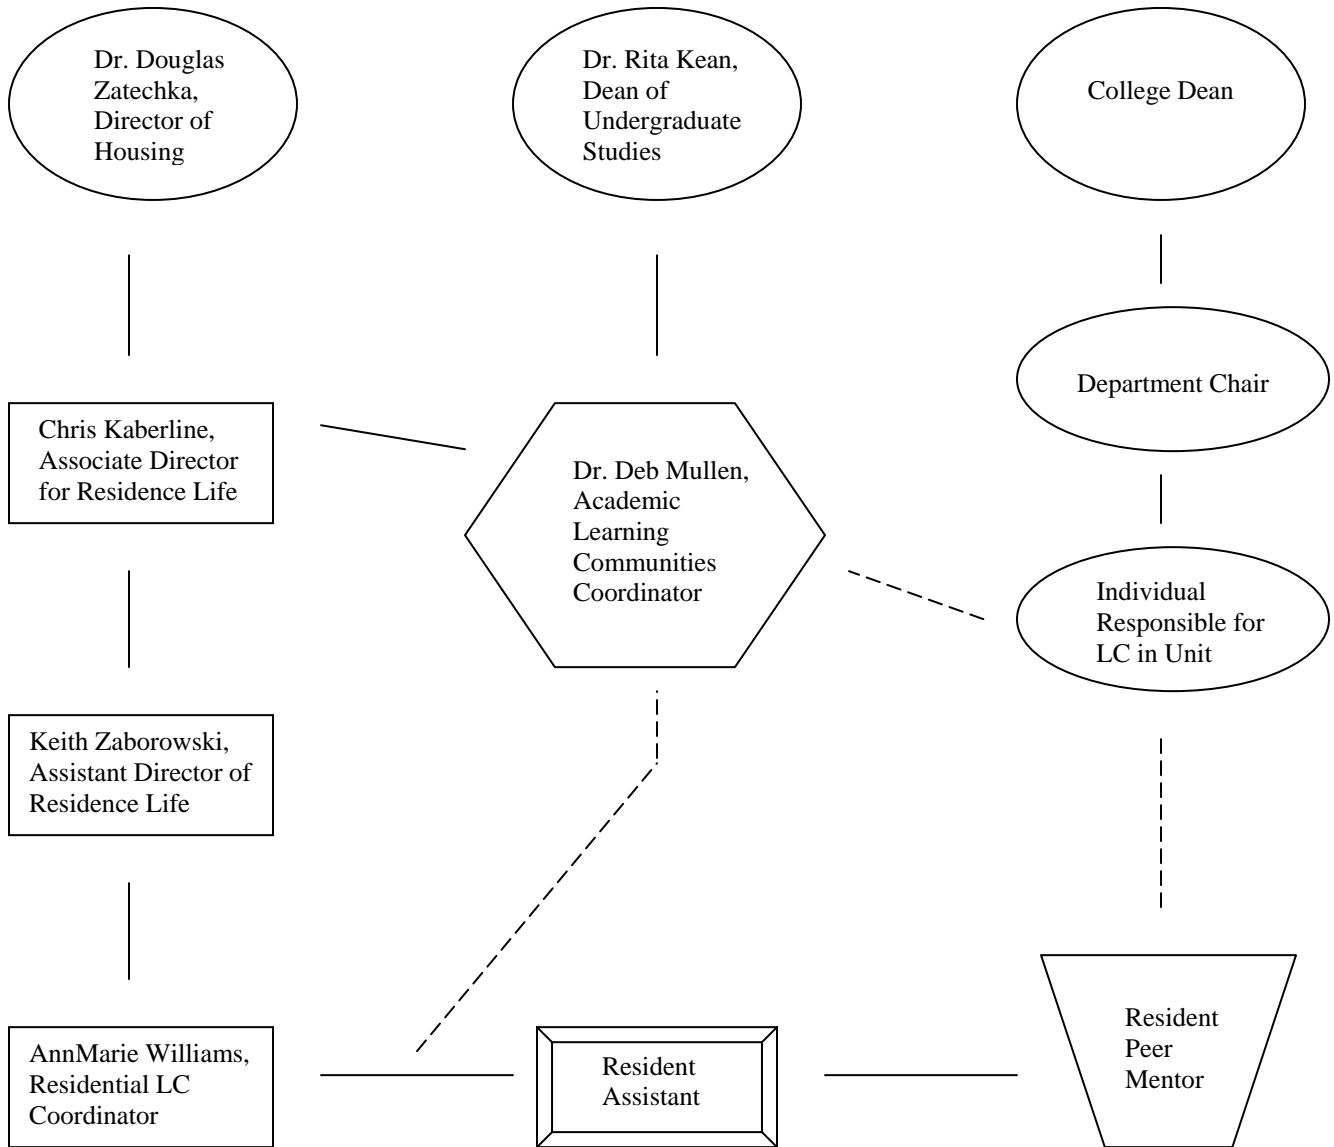 Dr. Douglas
Zatechka,
Director of
Housing
Dr. Rita Kean,
Dean of
Undergraduate
Studies
College Dean
Department Chair
Chris Kaberline,
Associate Director
for Residence Life
Dr. Deb Mullen,
Academic
Learning
Communities
Coordinator
Individual
Responsible for
LC in Unit
Keith Zaborowski,
Assistant Director of
Residence Life
AnnMarie Williams,
Residential LC
Coordinator
Resident
Assistant
Resident
Peer
Mentor